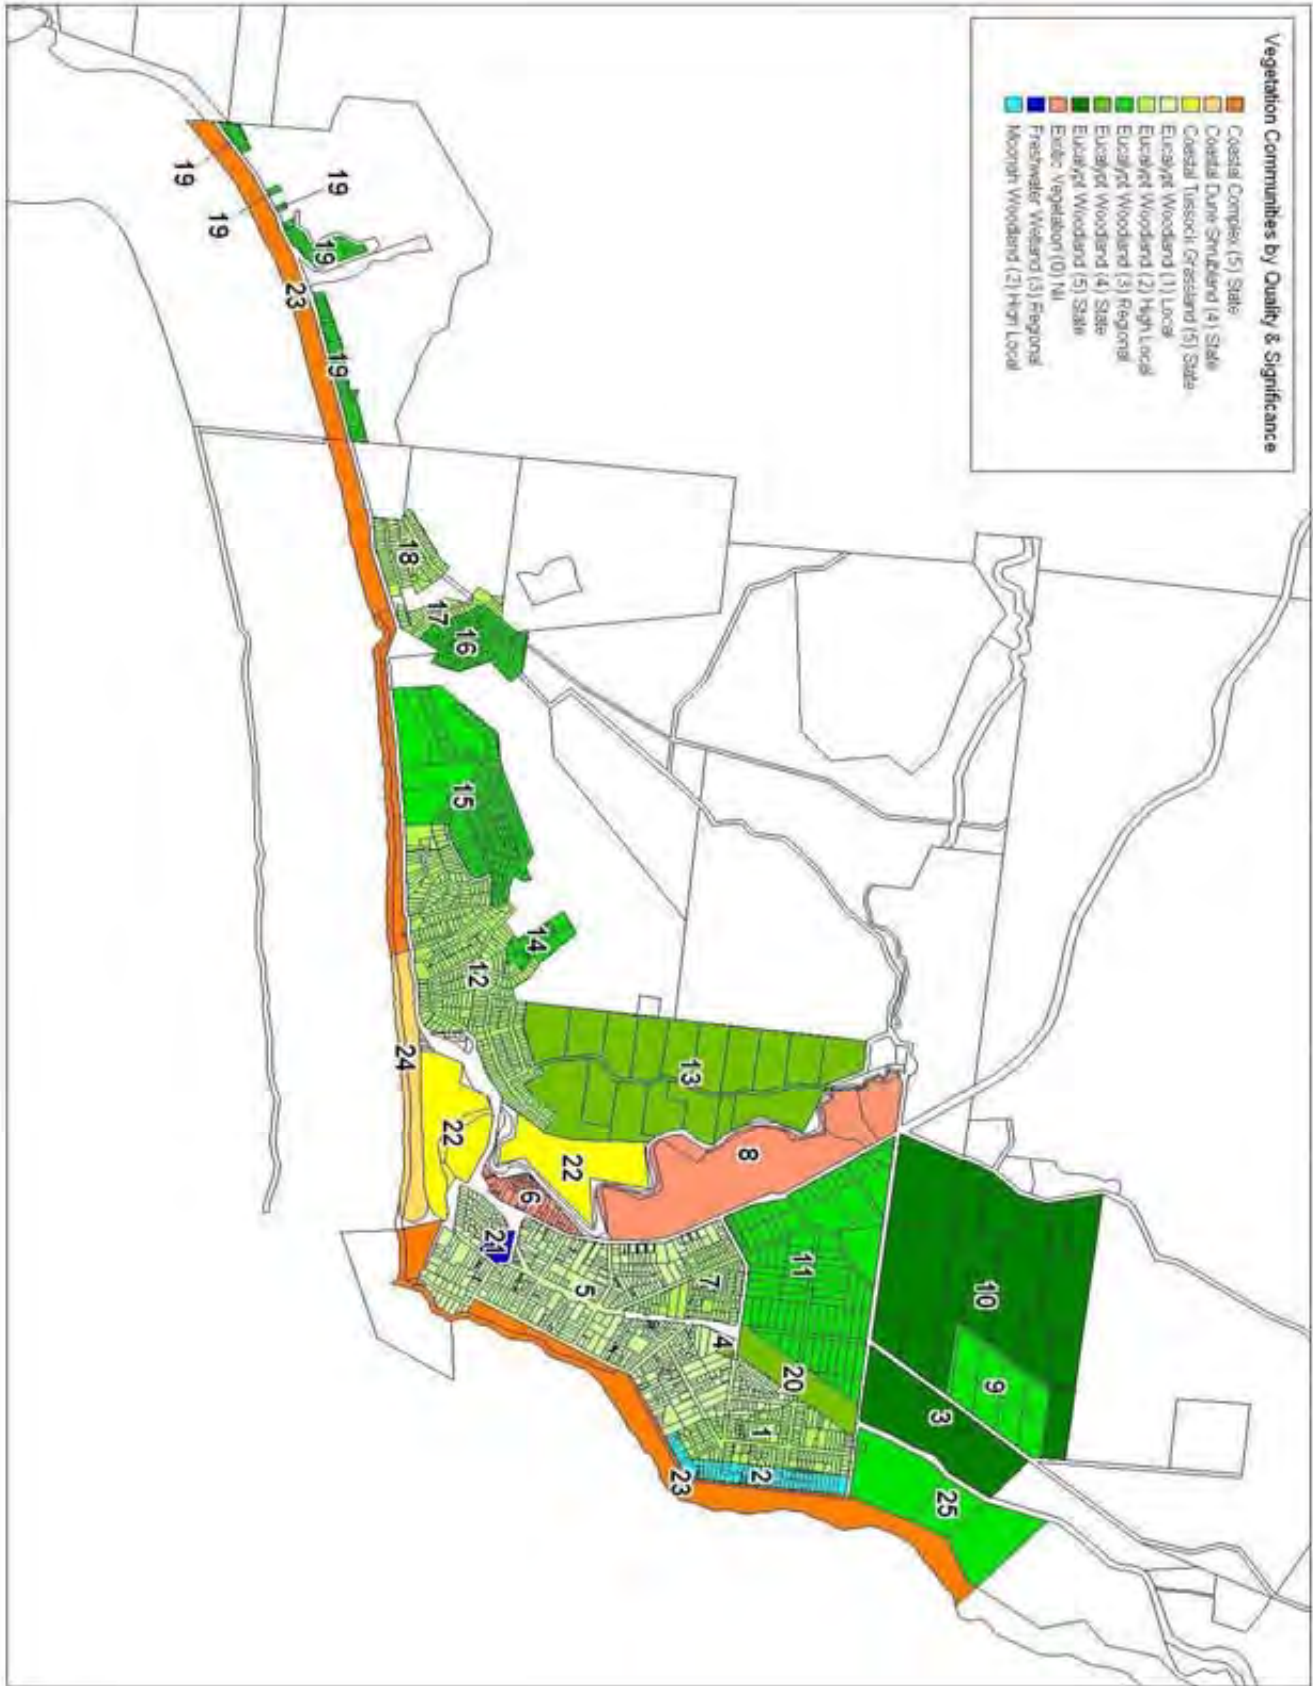 Vegetation Communities by Quality & Significance
Coastal Complex (5) State
Coastal Dune Shrubland (4) State
Coastal Tussock Grassland (5) State
Eucalypt Woodland (1) Local
Eucalypt Woodland (2) High Local
Eucalypt Woodland (3) Regional
Eucalypt Woodland (4) State
Eucalypt Woodland (5) State
Exotic Vegetation (0) Nil
Freshwater Wetland (3) Regional
Moonah Woodland (2) High Local
19
19
19
19
23
19
18
17
16
15
14
12
13
24
22
22
8
6
21
5
7
11
10
9
4
20
3
1
2
23
25